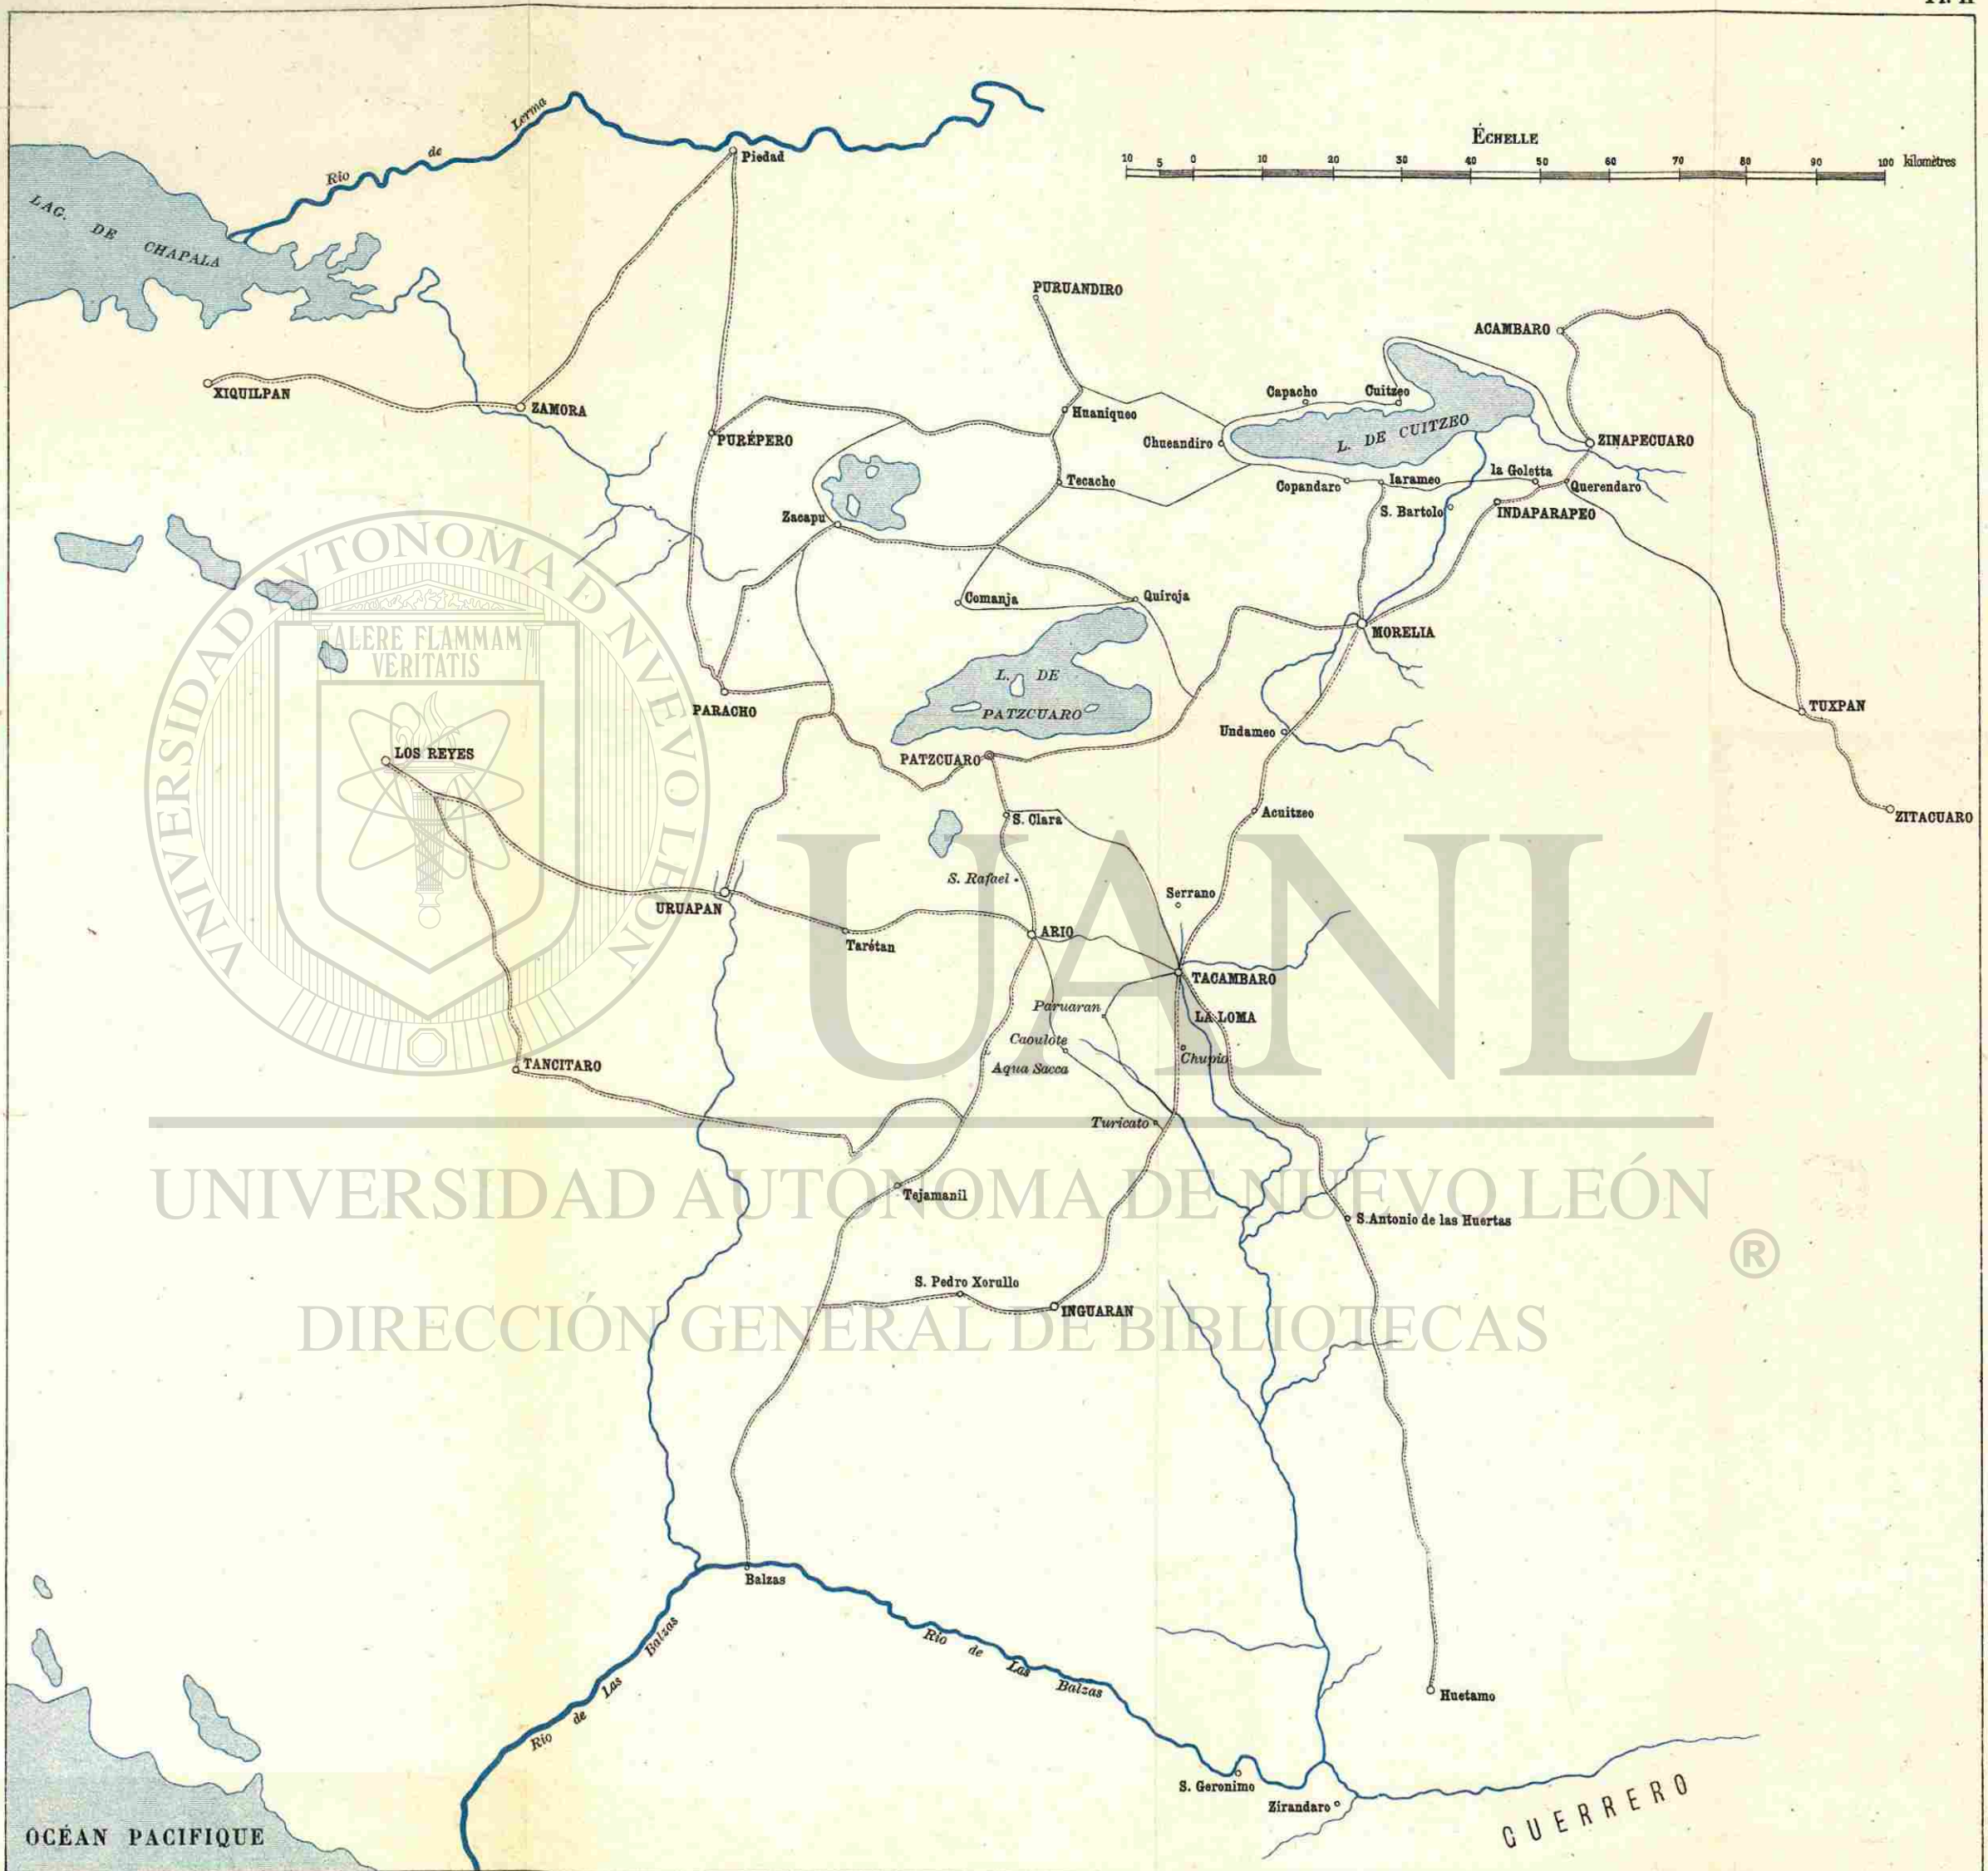 Pl. II
Rio de Lerma
Piedad
ÉCHELLE
10 5 0 10 20 30 40 50 60 70 80 90 100 kilomètres
LAG. DE CHAPALA
PURUANDIRO
ACAMBARO
XIQUILPAN
ZAMORA
Capacho
Cuitzeo
Huaniqueo
PURÉPERO
Chucandiro
L. DE CUITZEO
ZINAPECUARO
Tecacho
la Goletta
Copandaro
Iarameo
Querendaro
Zacapu
S. Bartolo
INDAPARAPEO
Comanja
Quiroja
MORELIA
L. DE
PATZCUARO
PARACHO
TUXPAN
Undameo
LOS REYES
PATZCUARO
S. Clara
Acuitzeo
ZITACUARO
S. Rafael
Serrano
URUAPAN
Tarétan
ARIO
TACAMBARO
Paruaran
LA LOMA
Caoulote
Chupio
Aqua Sacca
TANCITARO
Turicato
Tejamanil
S. Antonio de las Huertas
S. Pedro Xorullo
INGUARAN
Balzas
Rio de Las Balzas
Rio de Las Balzas
Huetamo
S. Geronimo
Zirandaro
GUERRERO
OCÉAN PACIFIQUE
UNIVERSIDAD AUTONOMA DE NUEVO LEON
ALERE FLAMMAM
VERITATIS
UANL
UNIVERSIDAD AUTÓNOMA DE NUEVO LEÓN
®
DIRECCIÓN GENERAL DE BIBLIOTECAS